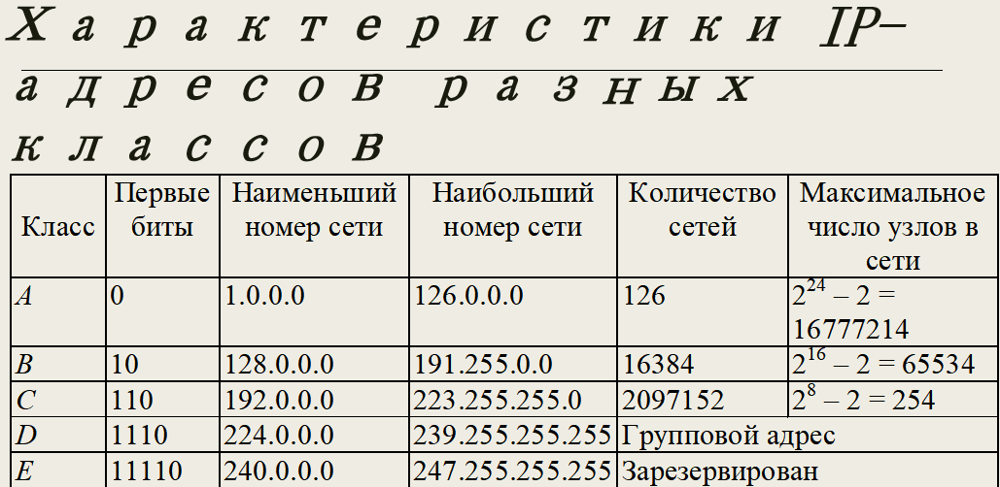 Характеристики IP–
адресов разных
классов
Класс | Первые биты | Наименьший номер сети | Наибольший номер сети | Количество сетей | Максимальное число узлов в сети
A | 0 | 1.0.0.0 | 126.0.0.0 | 126 | 2^24 – 2 = 16777214
B | 10 | 128.0.0.0 | 191.255.0.0 | 16384 | 2^16 – 2 = 65534
C | 110 | 192.0.0.0 | 223.255.255.0 | 2097152 | 2^8 – 2 = 254
D | 1110 | 224.0.0.0 | 239.255.255.255 | Групповой адрес
E | 11110 | 240.0.0.0 | 247.255.255.255 | Зарезервирован